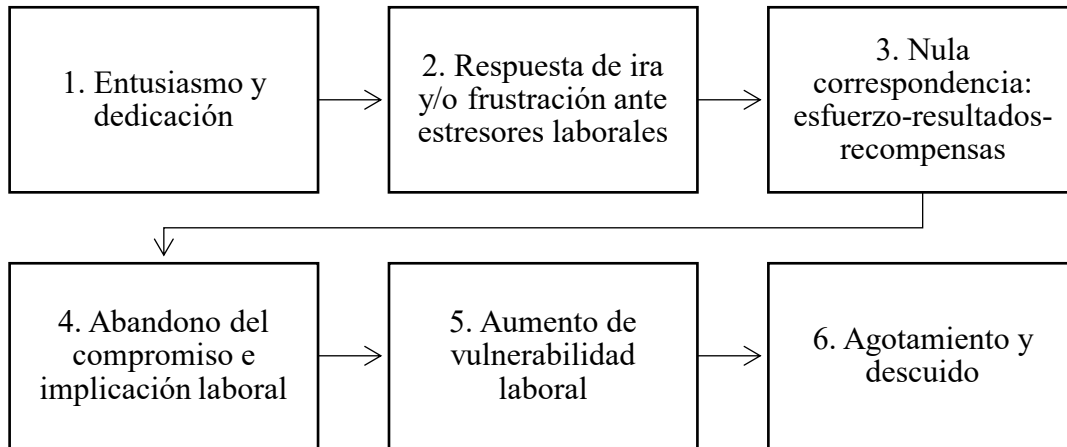 1. Entusiasmo y
dedicación
2. Respuesta de ira
y/o frustración ante
estresores laborales
3. Nula
correspondencia:
esfuerzo-resultados-
recompensas
4. Abandono del
compromiso e
implicación laboral
5. Aumento de
vulnerabilidad
laboral
6. Agotamiento y
descuido